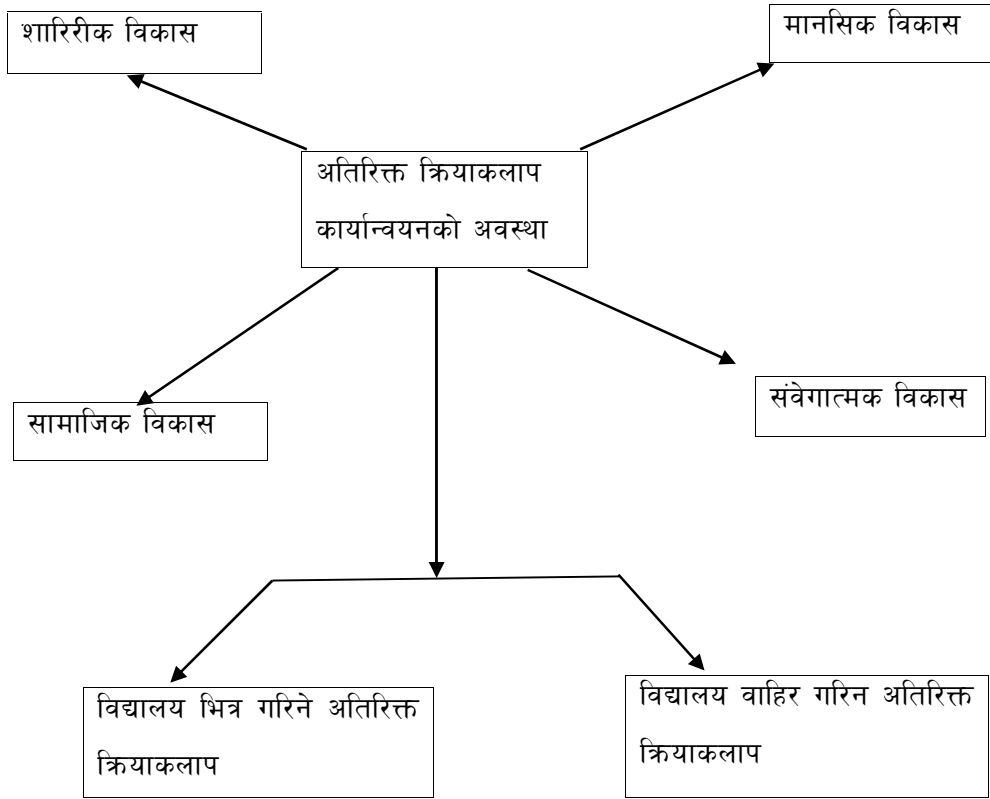 शारिरीक विकास
मानसिक विकास
अतिरिक्त क्रियाकलाप
कार्यान्वयनको अवस्था
सामाजिक विकास
संवेगात्मक विकास
विद्यालय भित्र गरिने अतिरिक्त
क्रियाकलाप
विद्यालय वाहिर गरिन अतिरिक्त
क्रियाकलाप